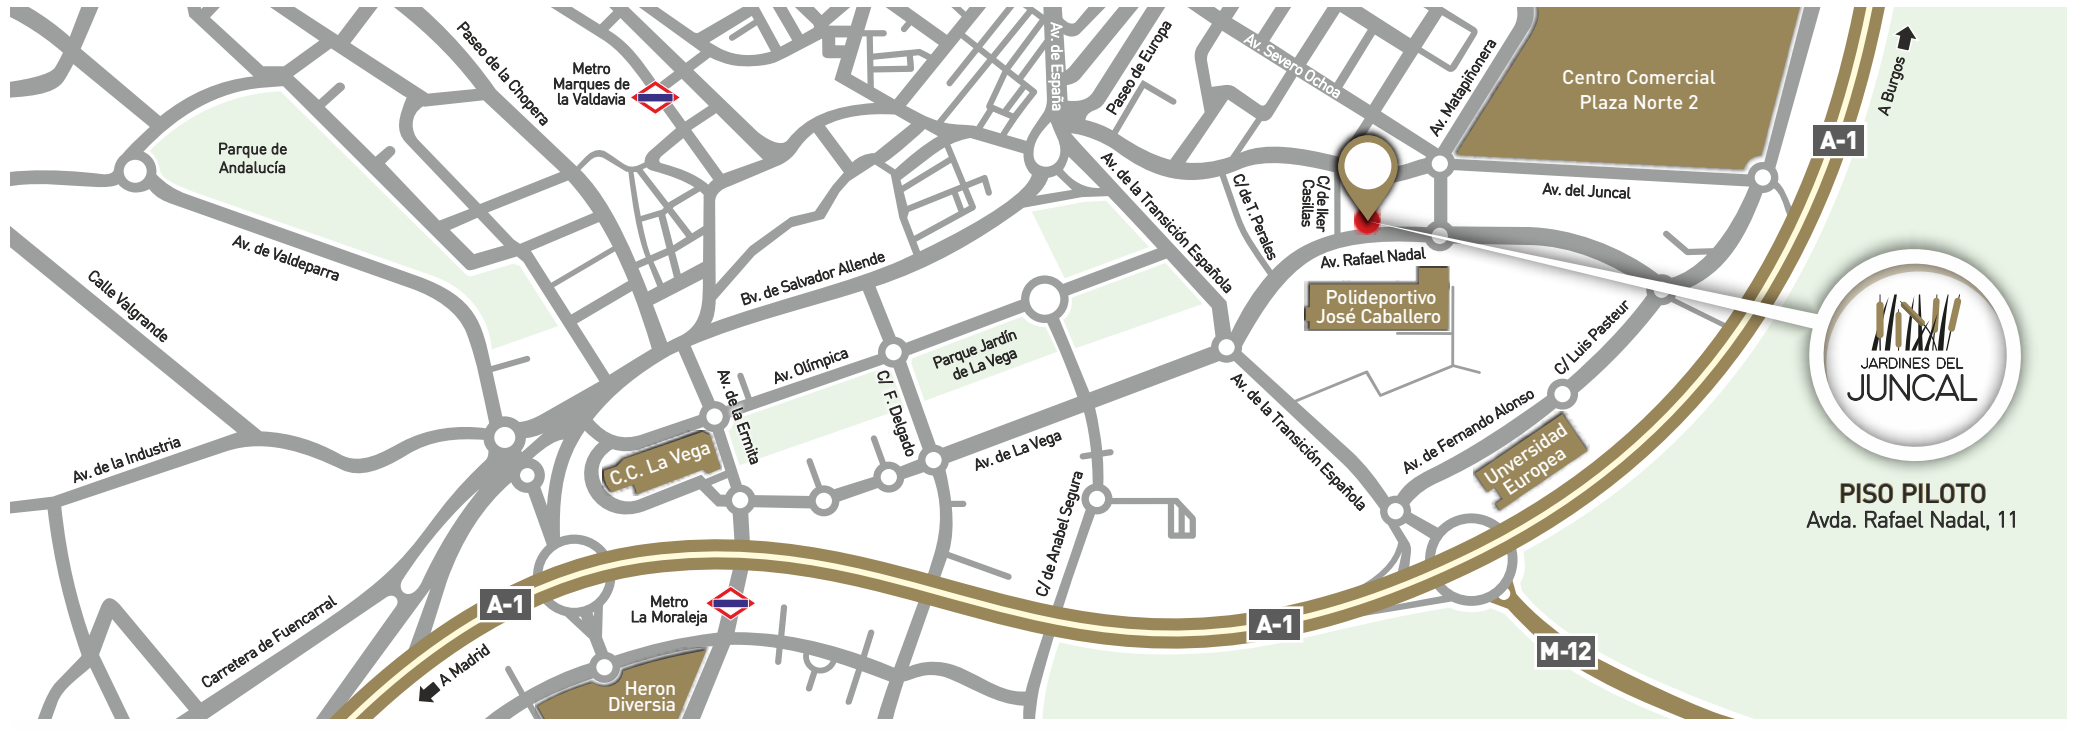 Paseo de la Chopera
Metro
Marques de
la Valdavia
Av. de España
Paseo de Europa
Av. Severo Ochoa
Av. Matapiñonera
Centro Comercial
Plaza Norte 2
A Burgos
A-1
Parque de
Andalucía
Av. de la Transición Española
C/ de T. Perales
C/ de Iker
Casillas
Av. del Juncal
Av. de Valdeparra
Bv. de Salvador Allende
Av. Rafael Nadal
Calle Valgrande
Polideportivo
José Caballero
C/ Luis Pasteur
JARDINES DEL
JUNCAL
Parque Jardín
de La Vega
Av. Olímpica
Av. de la Ermita
C/ F. Delgado
Av. de la Transición Española
Av. de Fernando Alonso
Av. de la Industria
C.C. La Vega
Av. de La Vega
Unversidad
Europea
C/ de Anabel Segura
PISO PILOTO
Avda. Rafael Nadal, 11
A-1
Metro
La Moraleja
A-1
Carretera de Fuencarral
M-12
A Madrid
Heron
Diversia